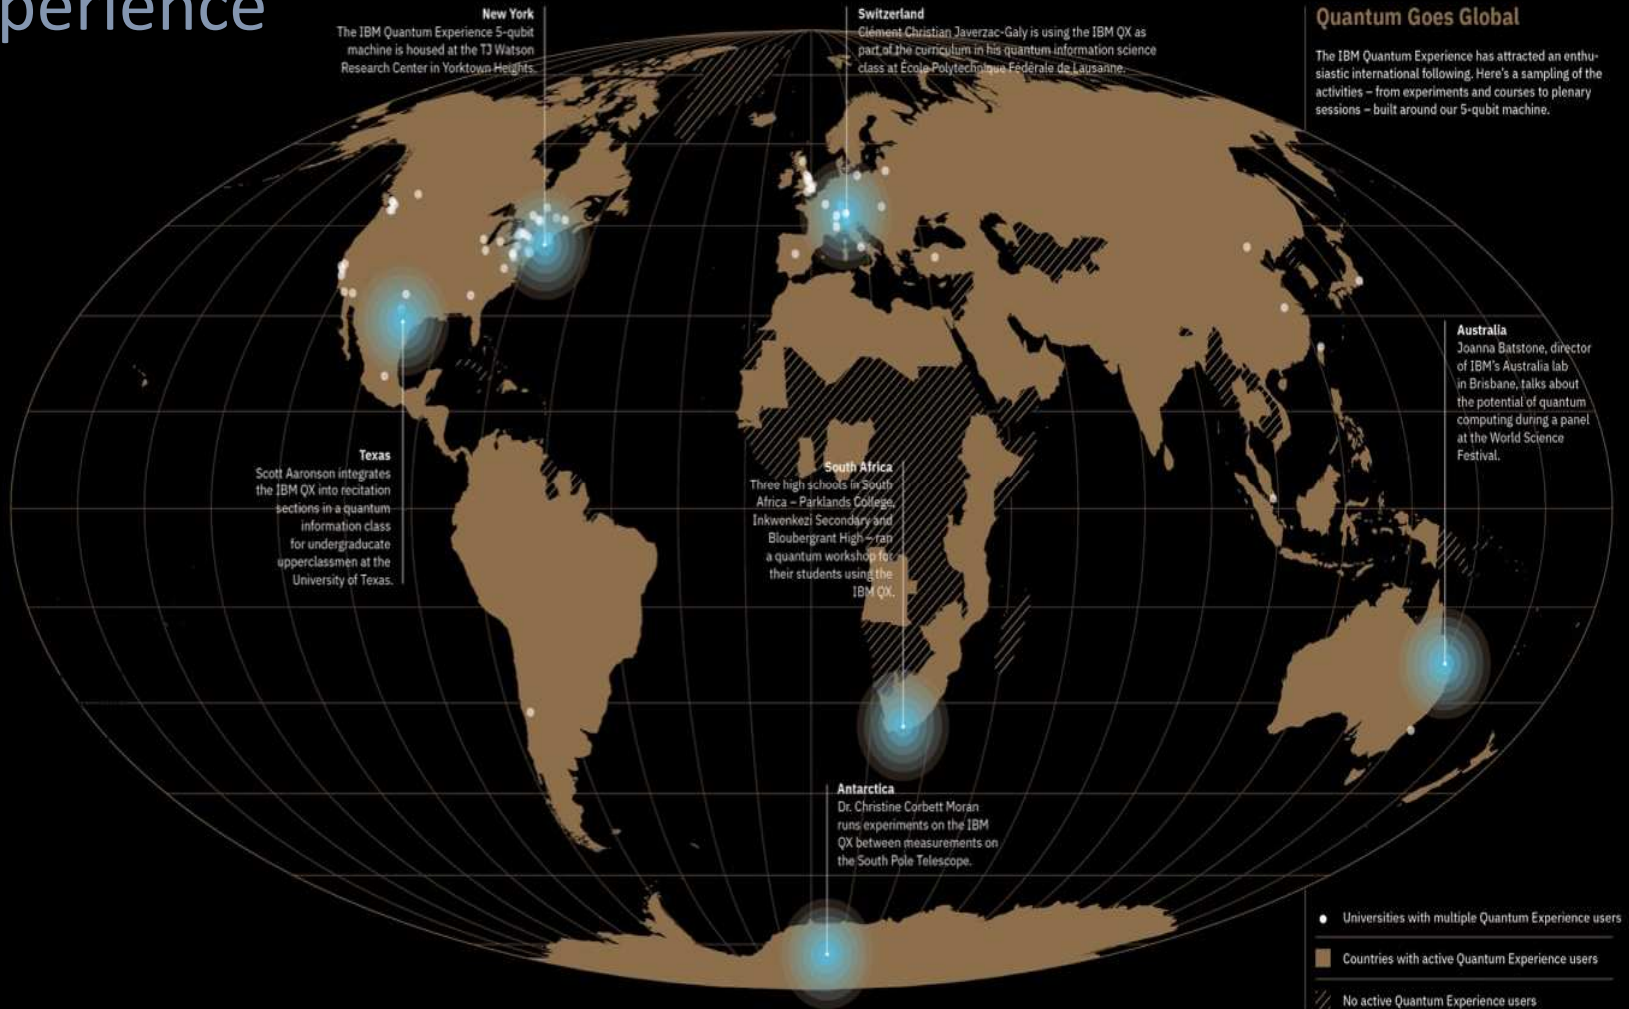 perience
New York
The IBM Quantum Experience 5-qubit
machine is housed at the TJ Watson
Research Center in Yorktown Heights.
Switzerland
Clément Christian Javerzac-Galy is using the IBM QX as
part of the curriculum in his quantum information science
class at École Polytechnique Fédérale de Lausanne.
Quantum Goes Global
The IBM Quantum Experience has attracted an enthu-
siastic international following. Here's a sampling of the
activities – from experiments and courses to plenary
sessions – built around our 5-qubit machine.
Australia
Joanna Batstone, director
of IBM's Australia lab
in Brisbane, talks about
the potential of quantum
computing during a panel
at the World Science
Festival.
Texas
Scott Aaronson integrates
the IBM QX into recitation
sections in a quantum
information class
for undergraduate
upperclassmen at the
University of Texas.
South Africa
Three high schools in South
Africa – Parklands College,
Inkwenkezi Secondary and
Bloubergrant High – ran
a quantum workshop for
their students using the
IBM QX.
Antarctica
Dr. Christine Corbett Moran
runs experiments on the IBM
QX between measurements on
the South Pole Telescope.
Universities with multiple Quantum Experience users
Countries with active Quantum Experience users
No active Quantum Experience users